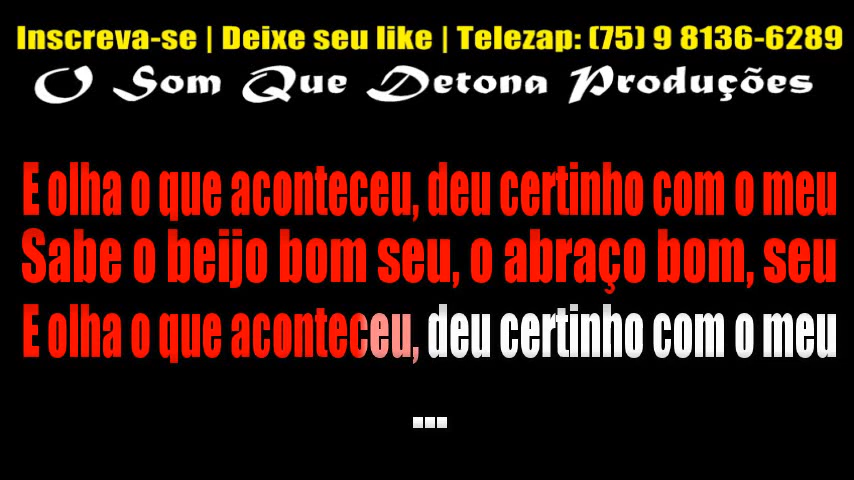 Inscreva-se | Deixe seu like | Telezap: (75) 9 8136-6289
O Som Que Detona Produções
E olha o que aconteceu, deu certinho com o meu
Sabe o beijo bom seu, o abraço bom, seu
E olha o que aconteceu, deu certinho com o meu
...